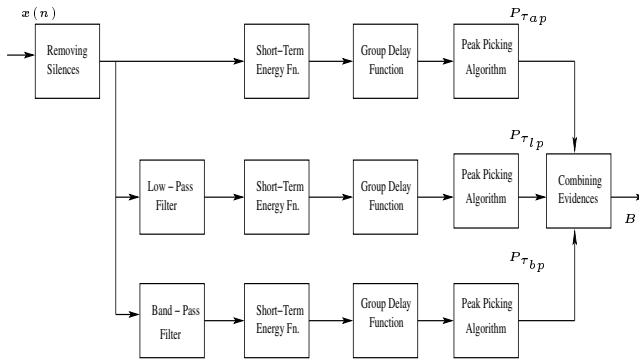 x(n)
P_{τ_{ap}}
Removing
Silences
Short-Term
Energy Fn.
Group Delay
Function
Peak Picking
Algorithm
P_{τ_{lp}}
Low-Pass
Filter
Short-Term
Energy Fn.
Group Delay
Function
Peak Picking
Algorithm
Combining
Evidences
B
P_{τ_{bp}}
Band-Pass
Filter
Short-Term
Energy Fn.
Group Delay
Function
Peak Picking
Algorithm